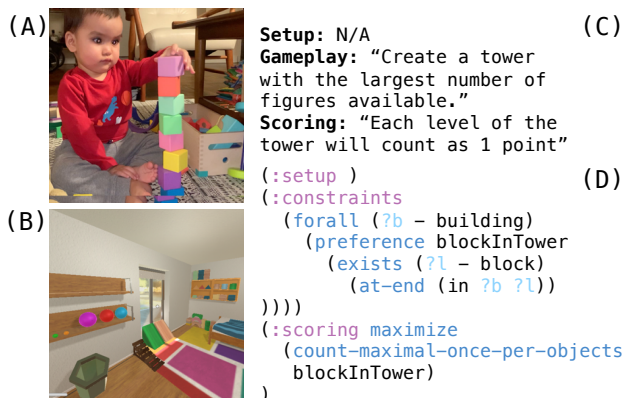 (A)
(B)
Setup: N/A
(C)
Gameplay: “Create a tower
with the largest number of
figures available.”
Scoring: “Each level of the
tower will count as 1 point”
(:setup )
(D)
(:constraints
(forall (?b – building)
(preference blockInTower
(exists (?l – block)
(at-end (in ?b ?l))
))))
(:scoring maximize
(count-maximal-once-per-objects
blockInTower)
)